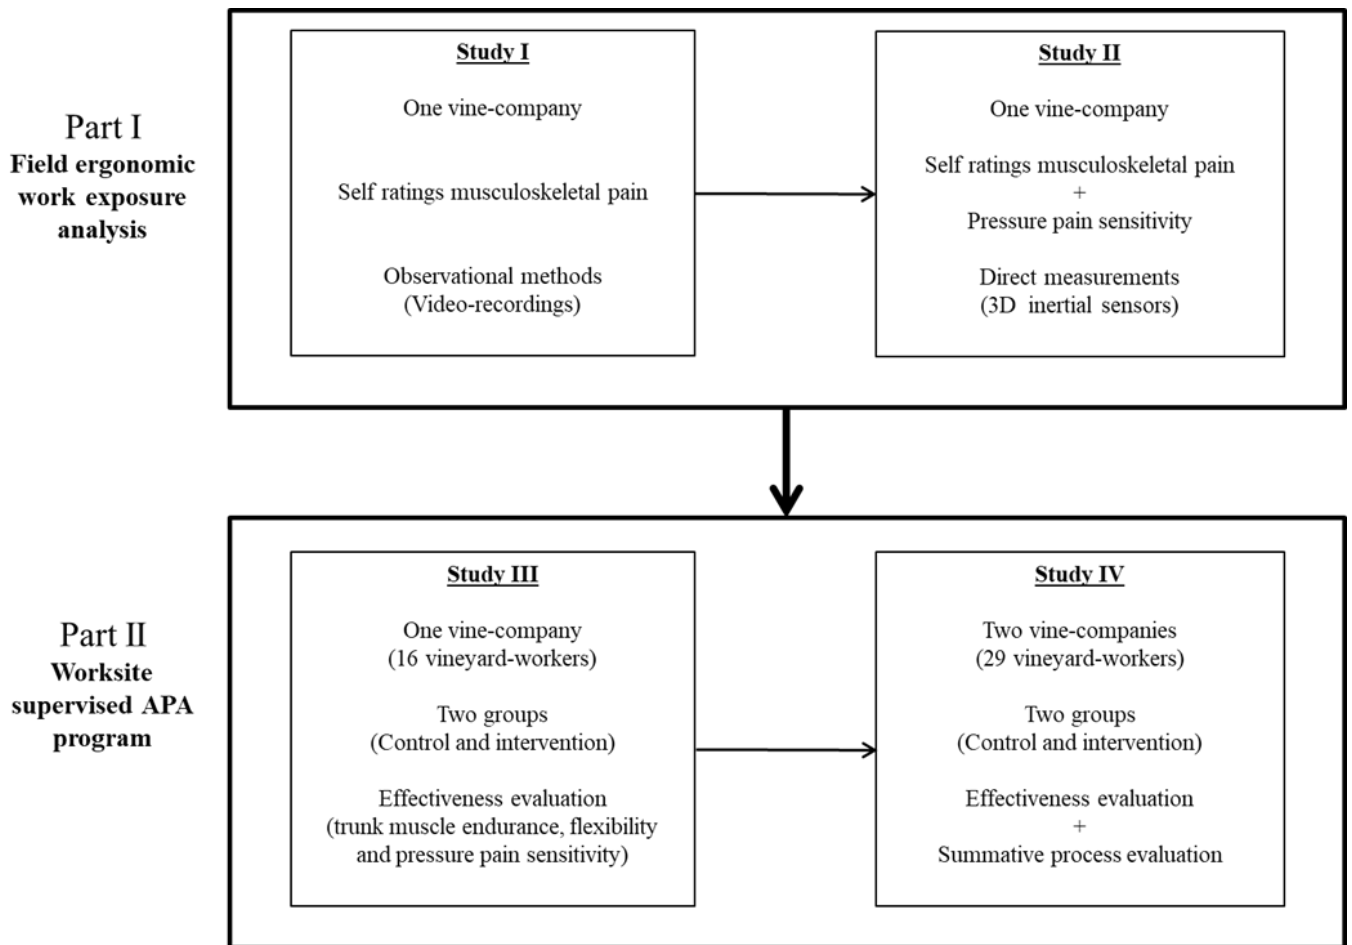 Part I
Field ergonomic
work exposure
analysis
Study I
One vine-company
Self ratings musculoskeletal pain
Observational methods
(Video-recordings)
Study II
One vine-company
Self ratings musculoskeletal pain
+
Pressure pain sensitivity
Direct measurements
(3D inertial sensors)
Part II
Worksite
supervised APA
program
Study III
One vine-company
(16 vineyard-workers)
Two groups
(Control and intervention)
Effectiveness evaluation
(trunk muscle endurance, flexibility
and pressure pain sensitivity)
Study IV
Two vine-companies
(29 vineyard-workers)
Two groups
(Control and intervention)
Effectiveness evaluation
+
Summative process evaluation